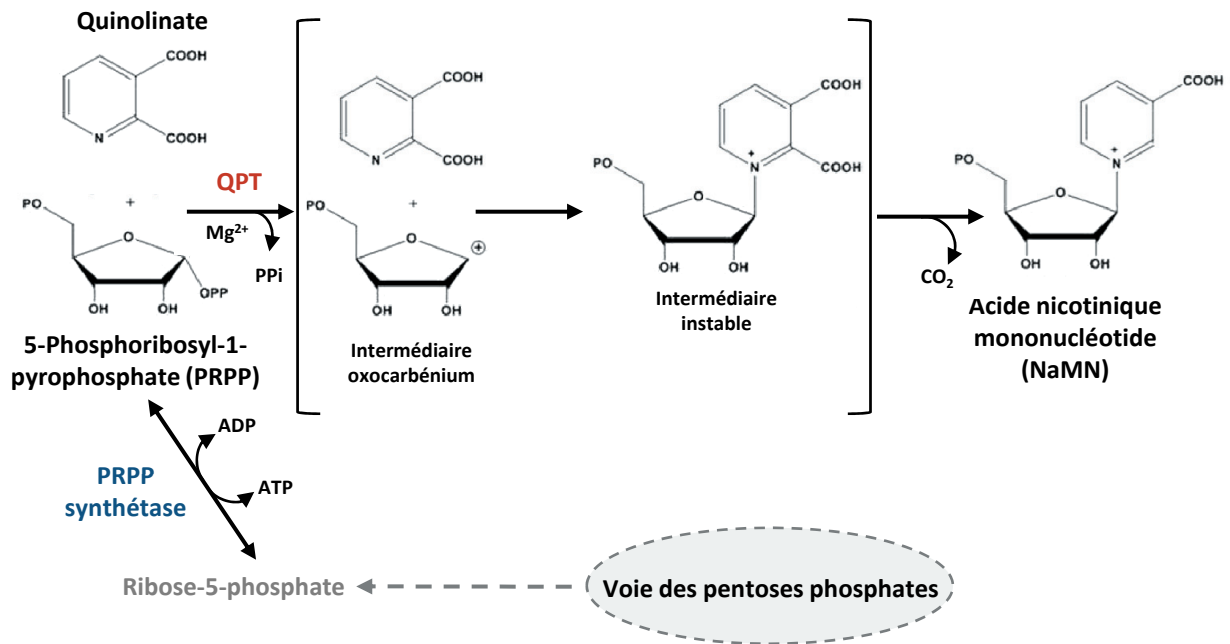 Quinolinate
COOH
COOH
N
+
PO
O
OPP
OH
OH
5-Phosphoribosyl-1-
pyrophosphate (PRPP)
QPT
Mg2+
PPi
COOH
COOH
N
+
PO
O
+
OH
OH
Intermédiaire
oxocarbénium
COOH
COOH
+
N
PO
O
OH
OH
Intermédiaire
instable
CO2
COOH
+
N
PO
O
OH
OH
Acide nicotinique
mononucléotide
(NaMN)
ADP
ATP
PRPP
synthétase
Ribose-5-phosphate
Voie des pentoses phosphates